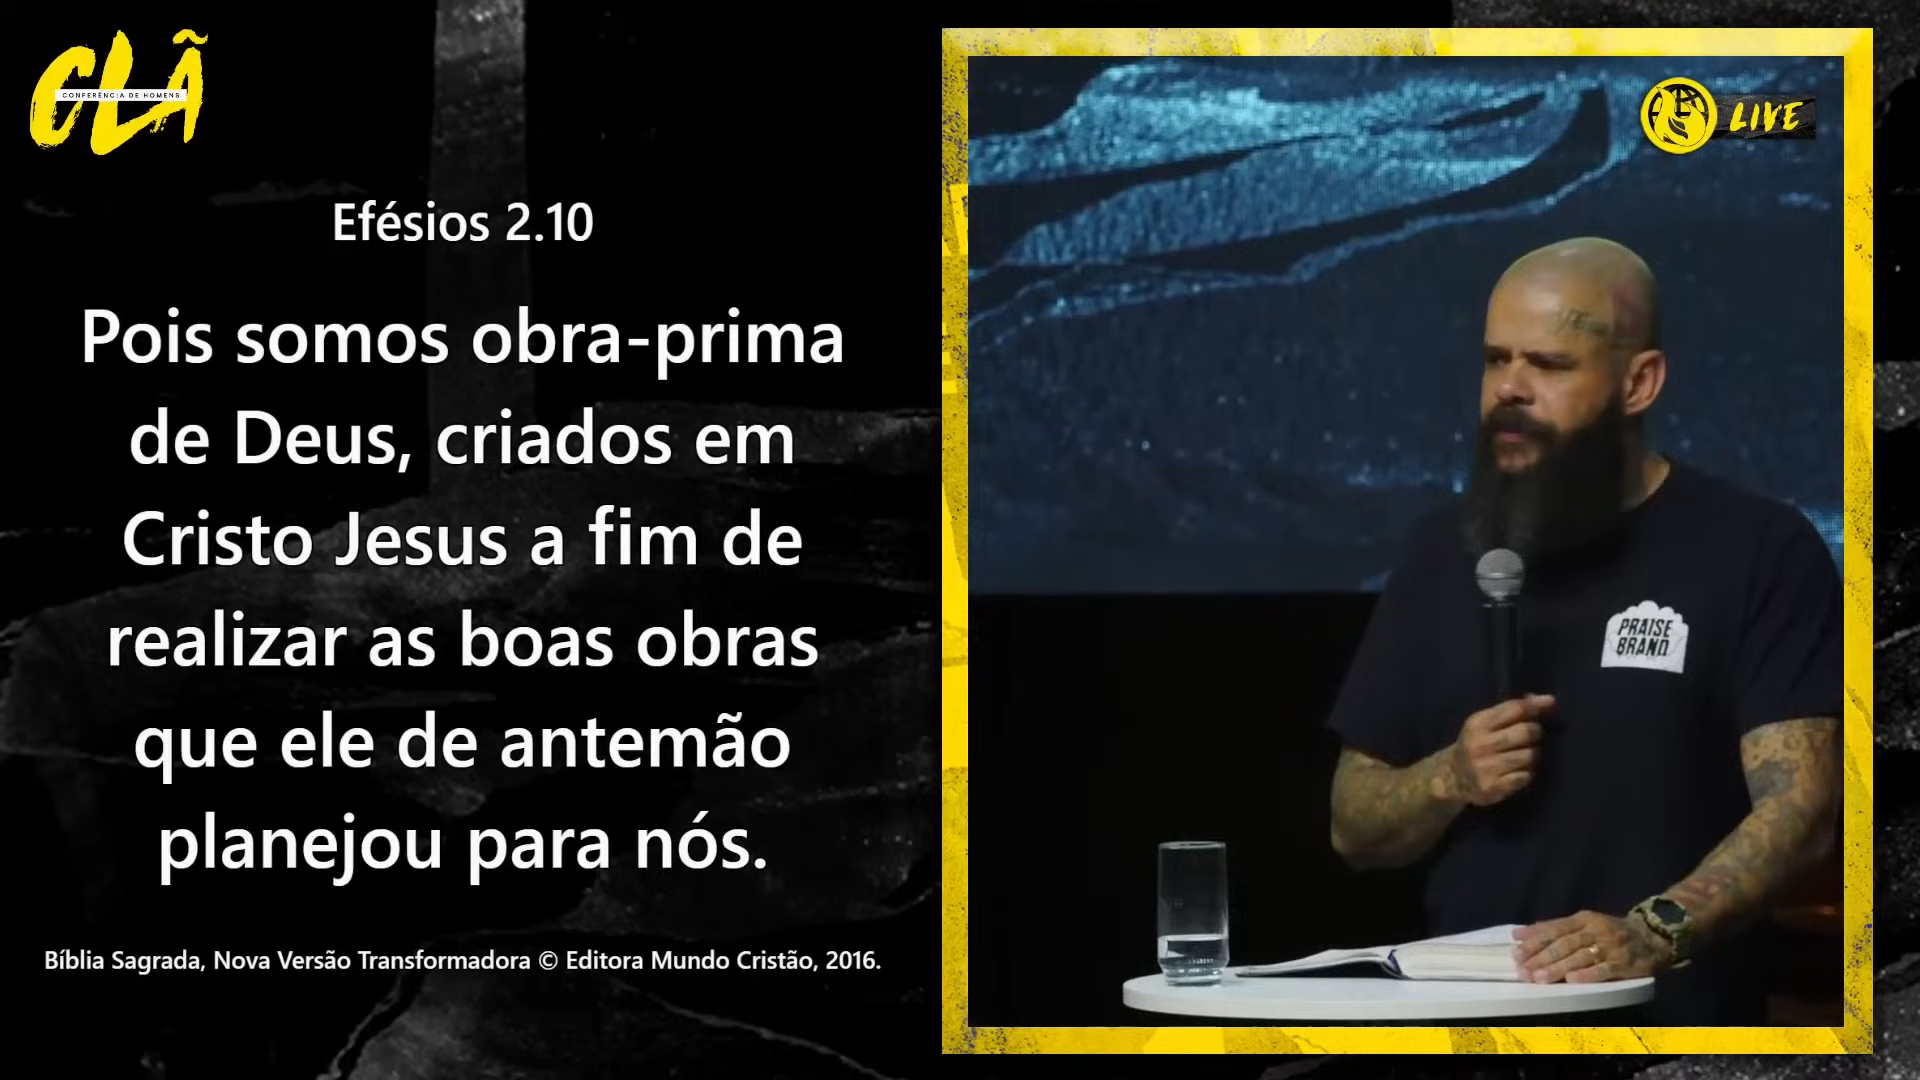 CLÃ
CONFERÊNCIA DE HOMENS
Efésios 2.10
Pois somos obra-prima
de Deus, criados em
Cristo Jesus a fim de
realizar as boas obras
que ele de antemão
planejou para nós.
Bíblia Sagrada, Nova Versão Transformadora © Editora Mundo Cristão, 2016.
LIVE
PRAISE
BRAND